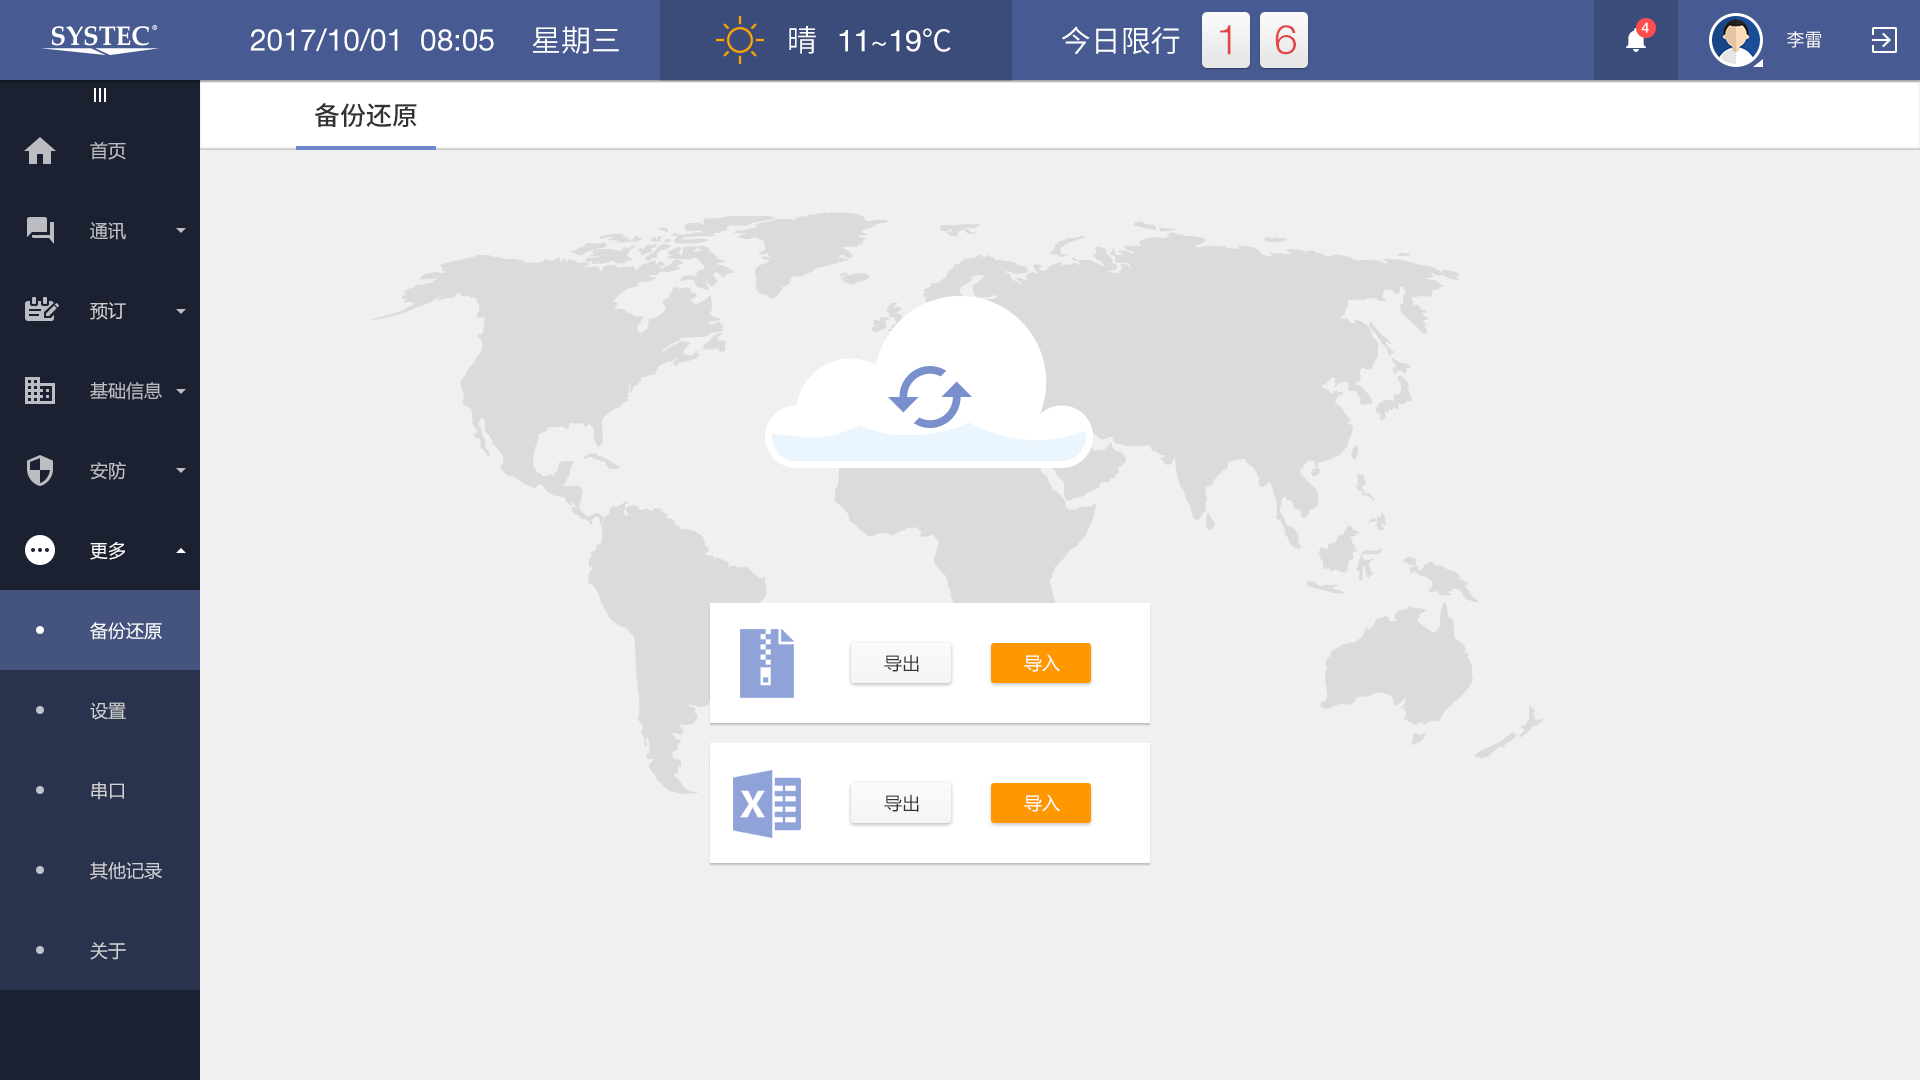 SYSTEC®
2017/10/01 08:05 星期三
晴 11~19℃
今日限行 1 6
4
李雷
首页
通讯
预订
基础信息
安防
更多
备份还原
设置
串口
其他记录
关于
备份还原
导出 导入
X 导出 导入